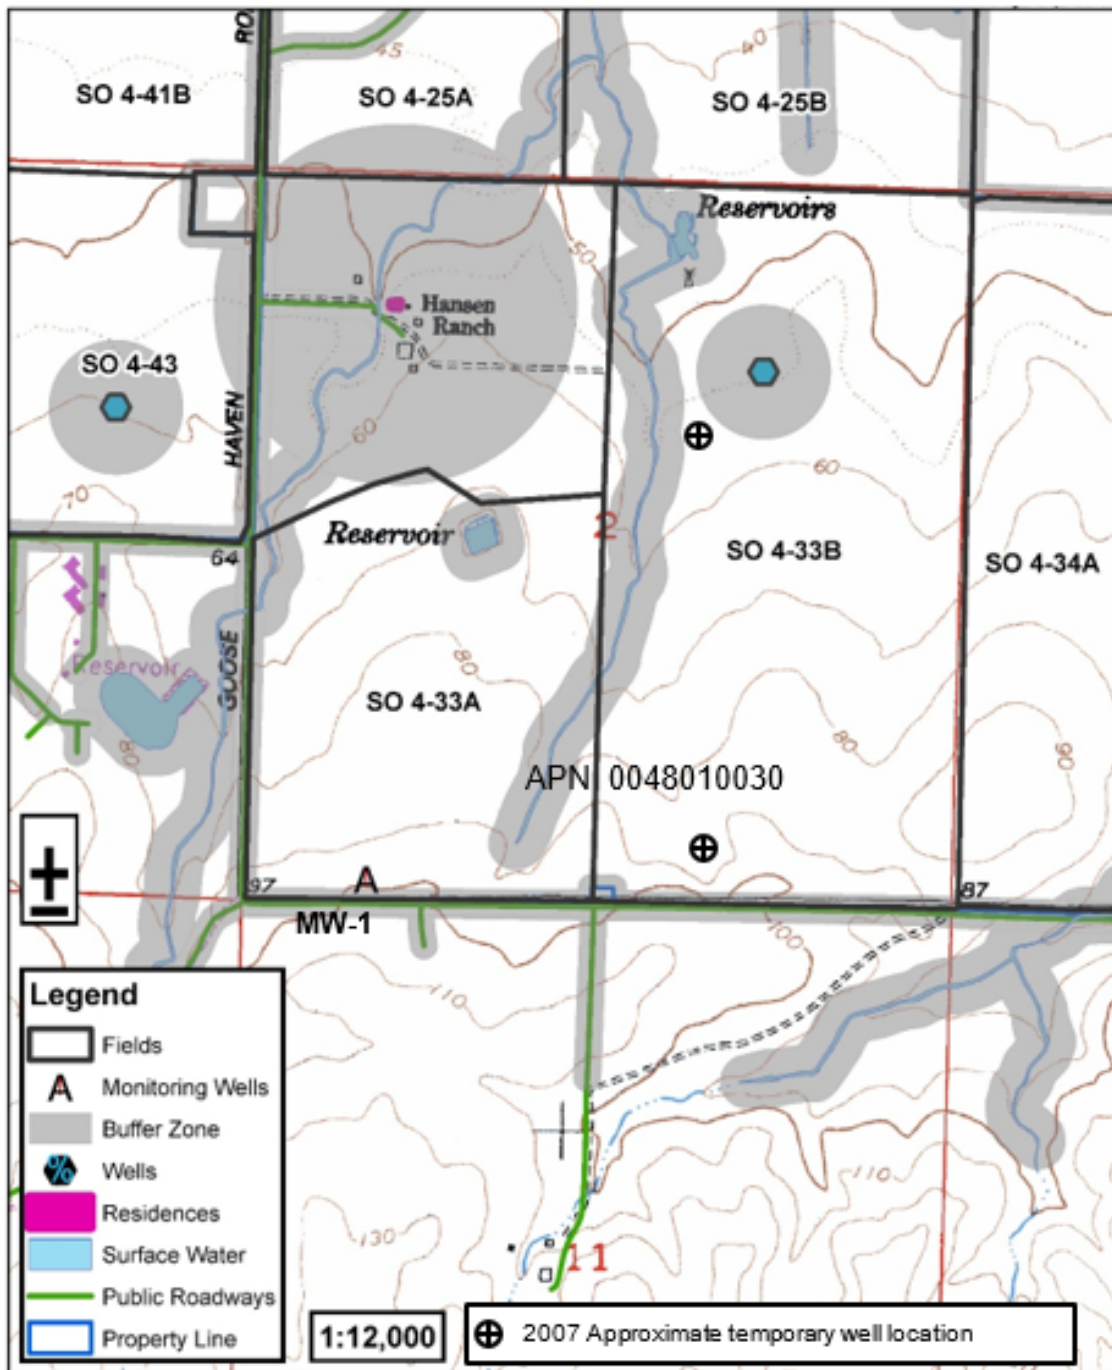 RO
45
40
SO 4-41B
SO 4-25A
SO 4-25B
Reservoirs
50
Hansen
Ranch
SO 4-43
HAVEN
60
60
70
Reservoir
2
64
SO 4-33B
SO 4-34A
GOOSE
Reservoir
80
SO 4-33A
80
80
90
APN 0048010030
97
A
87
MW-1
100
110
Legend
Fields
A Monitoring Wells
Buffer Zone
% Wells
Residences
Surface Water
Public Roadways
Property Line
110
130
11
1:12,000
2007 Approximate temporary well location